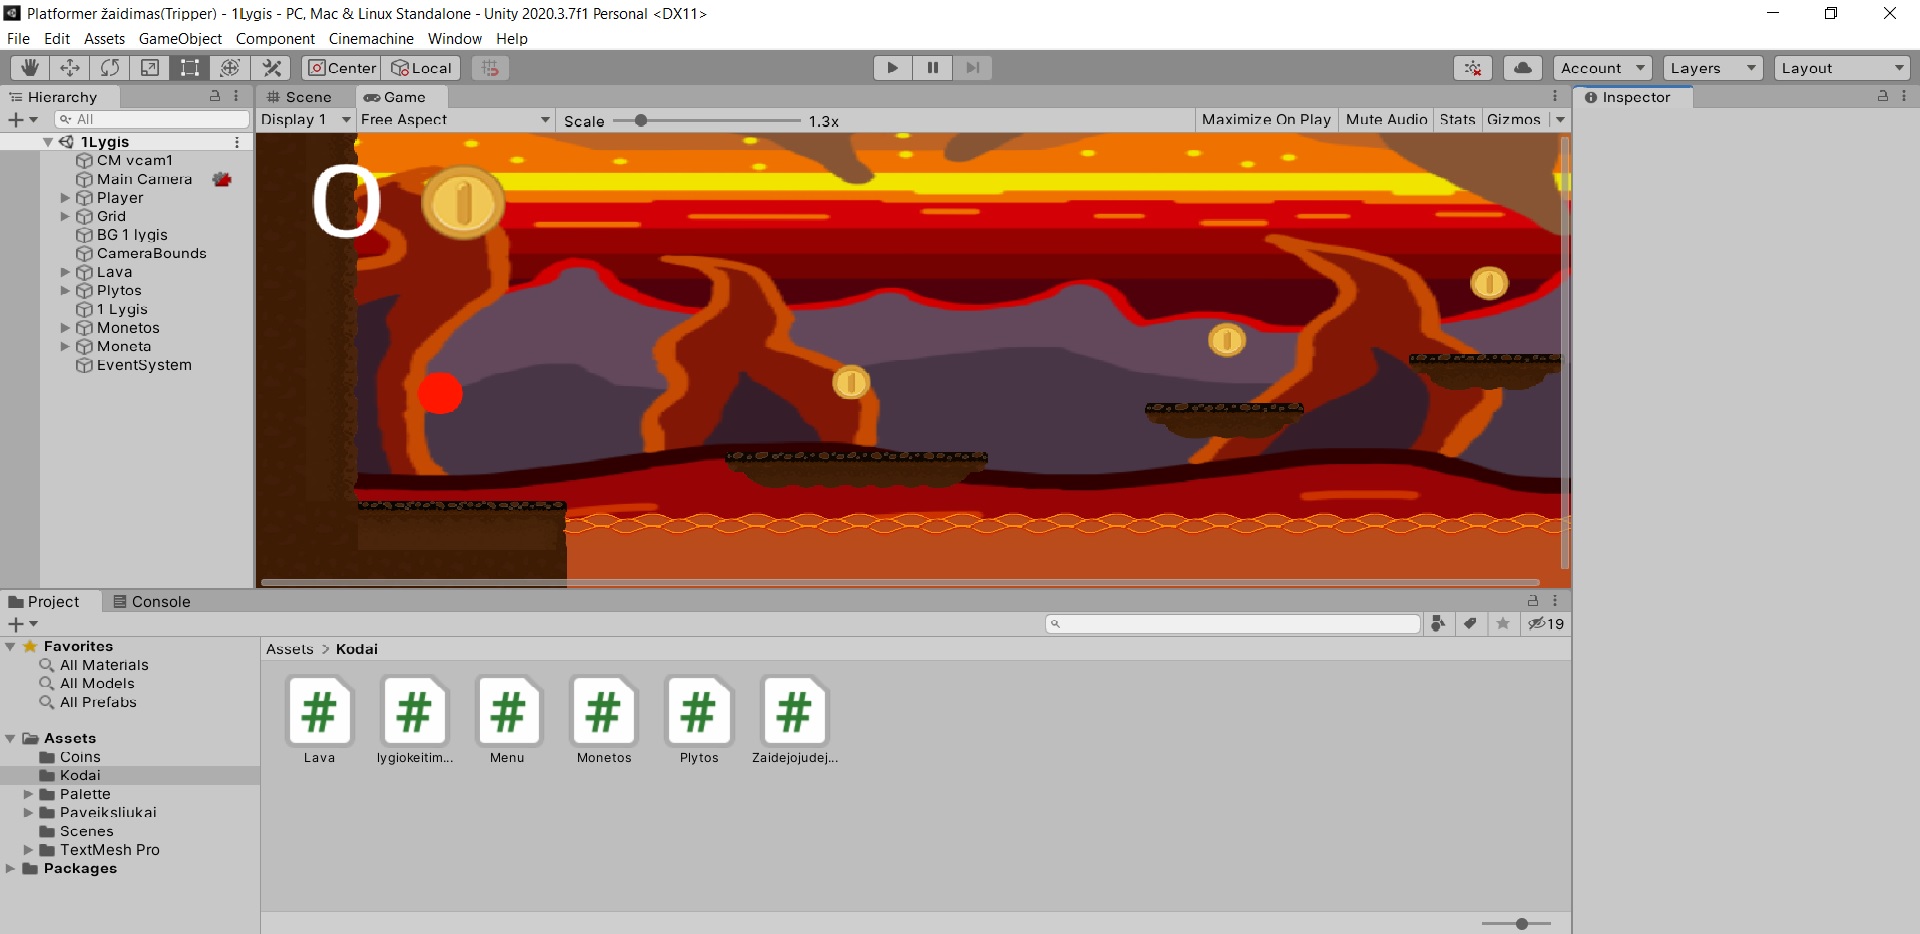 Platformer žaidimas(Tripper) - 1Lygis - PC, Mac & Linux Standalone - Unity 2020.3.7f1 Personal <DX11>
File Edit Assets GameObject Component Cinemachine Window Help
Center Local Account Layers Layout
Hierarchy
All
1Lygis
CM vcam1
Main Camera
Player
Grid
BG 1 lygis
CameraBounds
Lava
Plytos
1 Lygis
Monetos
Moneta
EventSystem
Scene Game
Display 1 Free Aspect Scale 1.3x Maximize On Play Mute Audio Stats Gizmos
0
Inspector
Project Console
19
Favorites
All Materials
All Models
All Prefabs
Assets
Coins
Kodai
Palette
Paveiksliukai
Scenes
TextMesh Pro
Packages
Assets > Kodai
# # # # # #
Lava lygiokeitim... Menu Monetos Plytos Zaidejojudej...